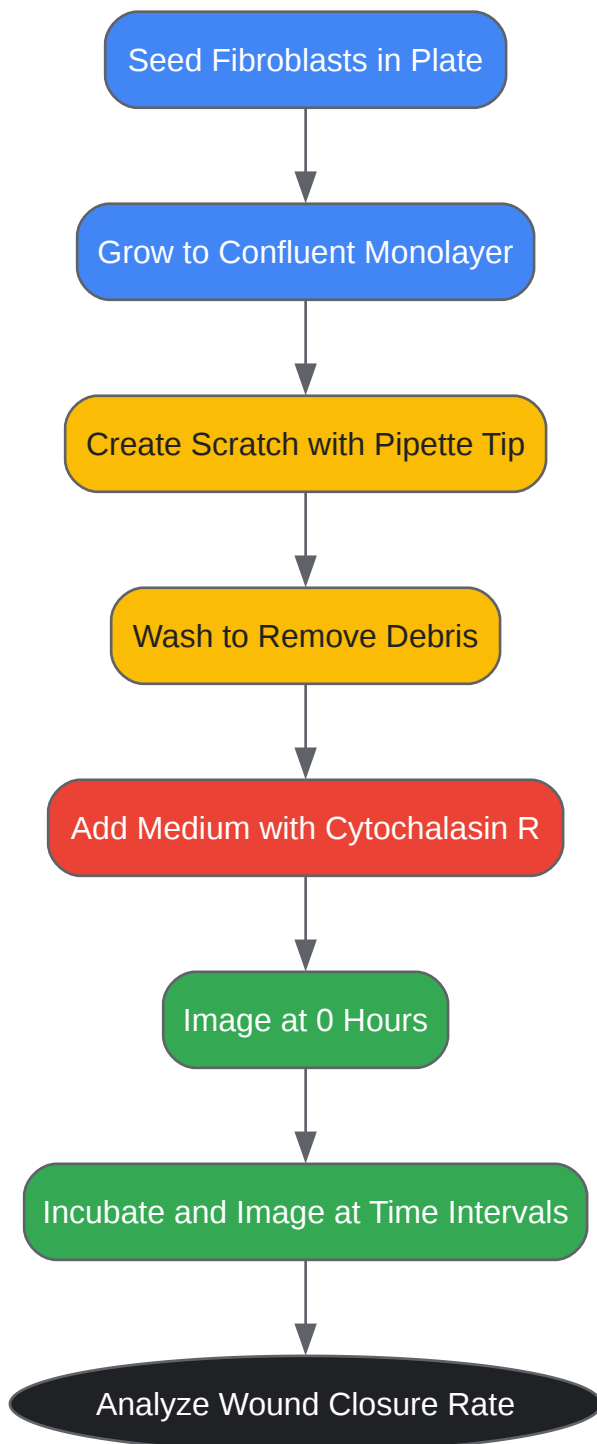 Seed Fibroblasts in Plate
Grow to Confluent Monolayer
Create Scratch with Pipette Tip
Wash to Remove Debris
Add Medium with Cytochalasin R
Image at 0 Hours
Incubate and Image at Time Intervals
Analyze Wound Closure Rate